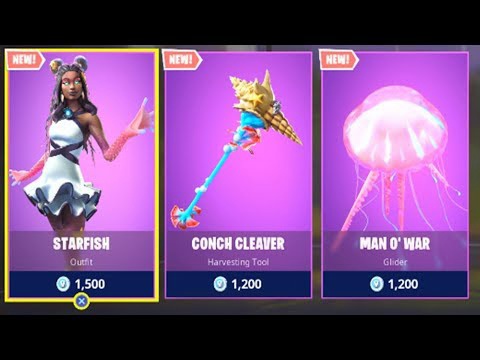 NEW!
STARFISH
Outfit
1,500
NEW!
CONCH CLEAVER
Harvesting Tool
1,200
NEW!
MAN O' WAR
Glider
1,200